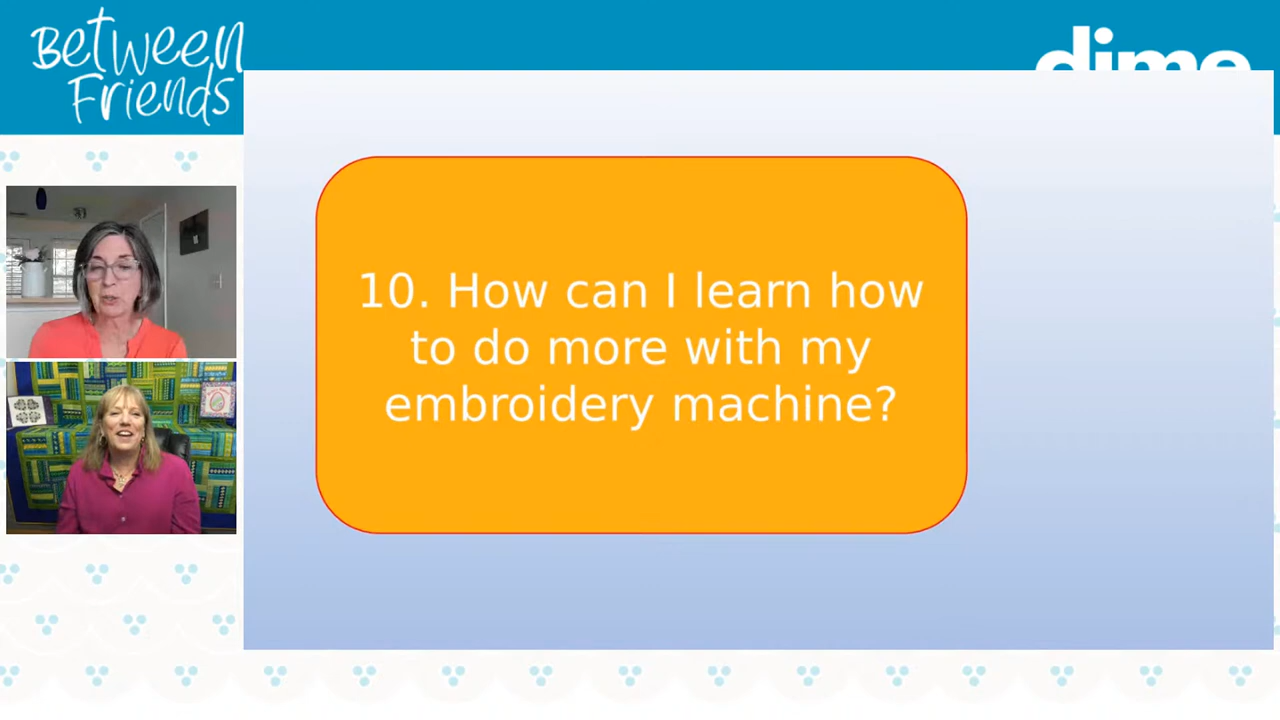 Between
Friends
dime
10. How can I learn how
to do more with my
embroidery machine?